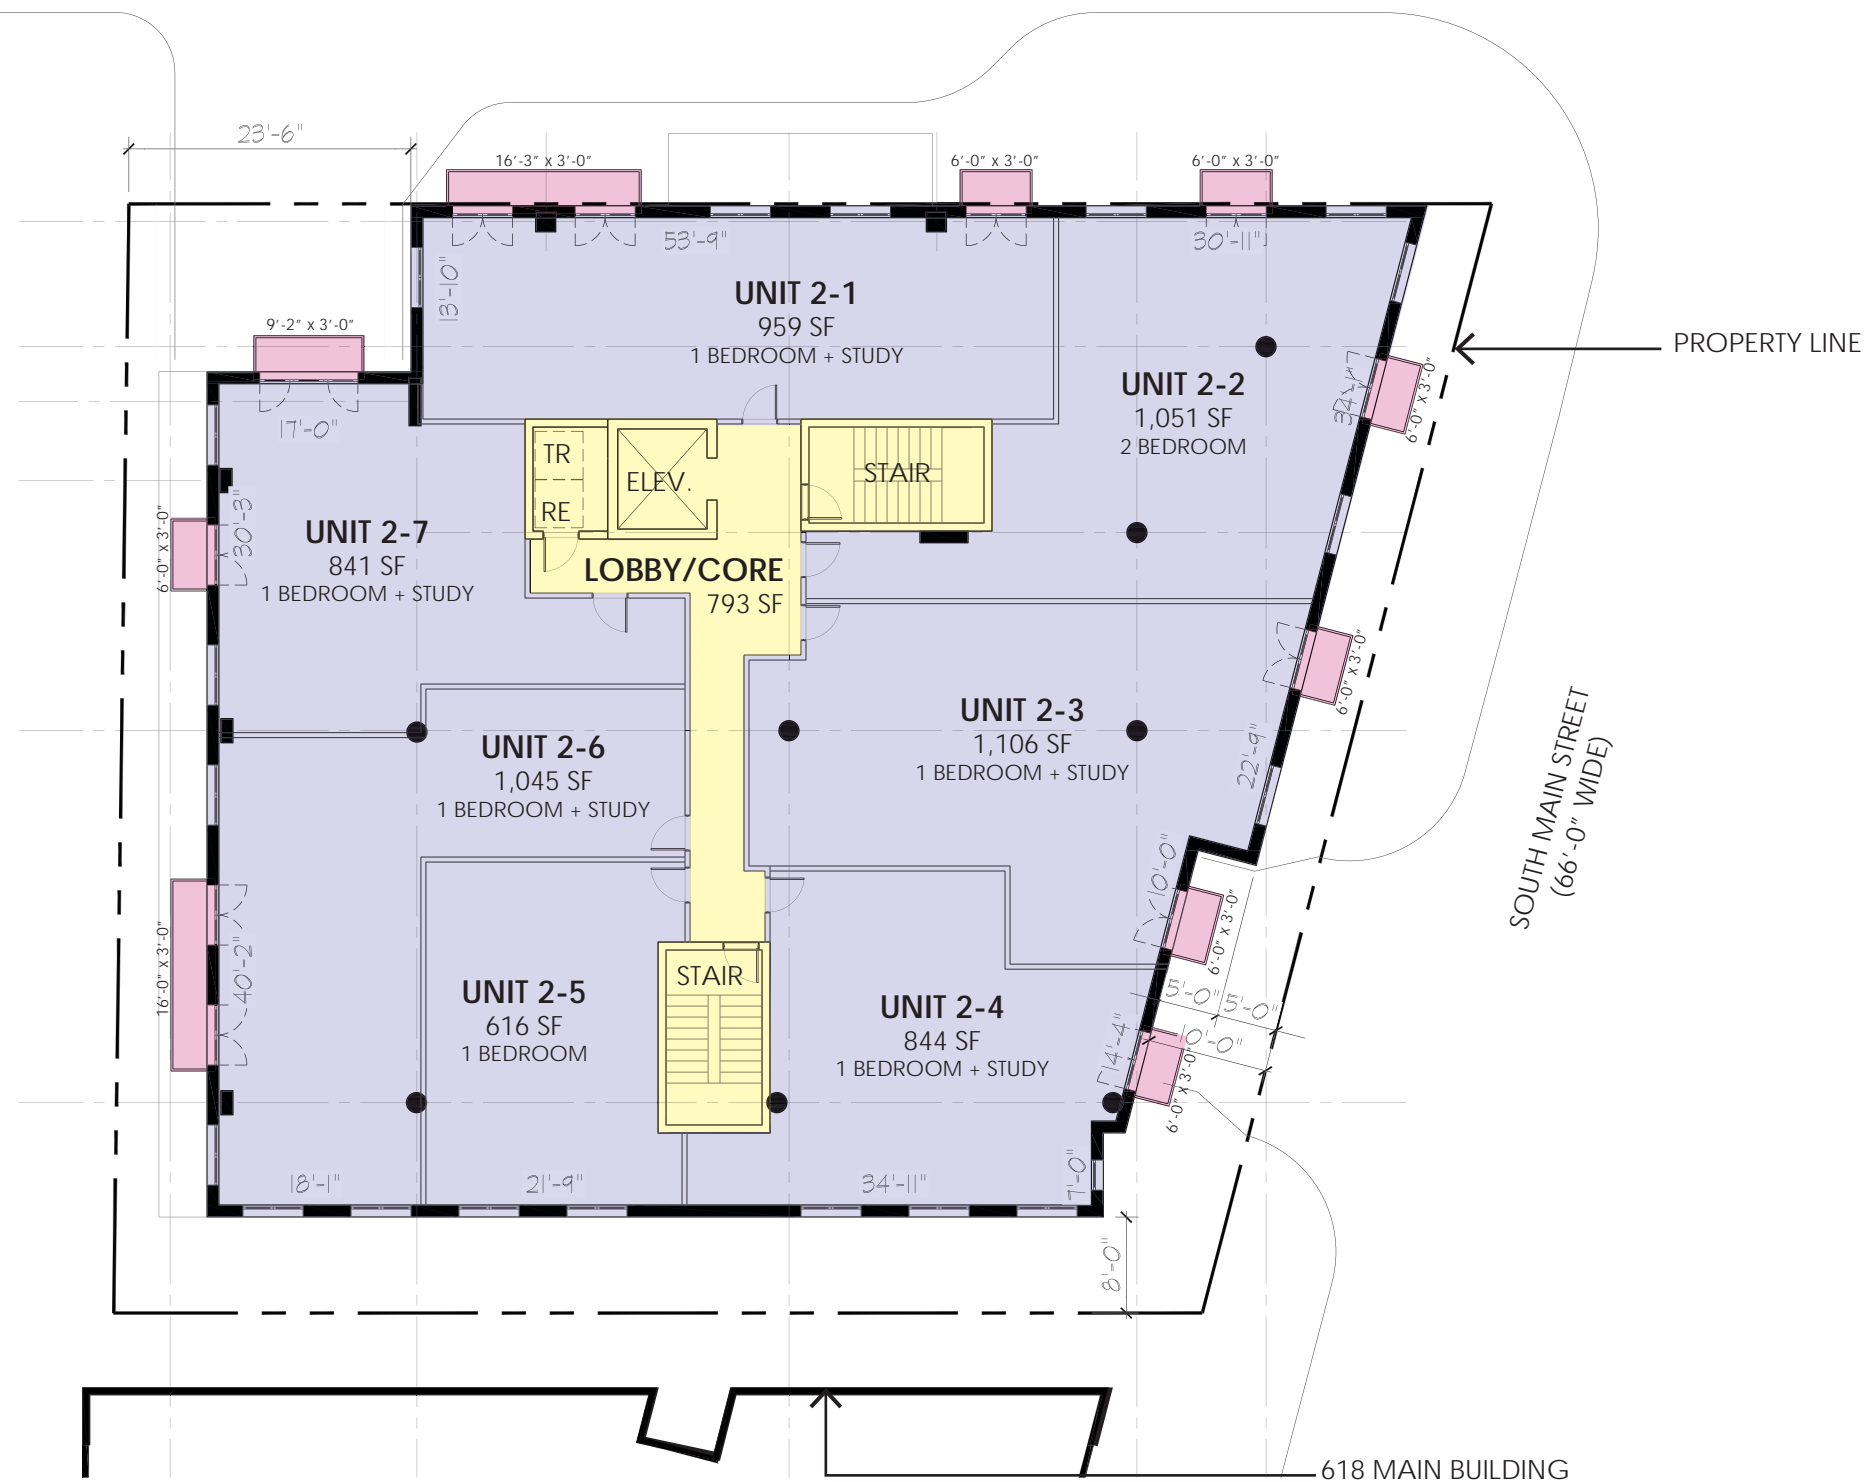 23'-6"
16'-3" x 3'-0"
6'-0" x 3'-0"
6'-0" x 3'-0"
53'-9"
30'-11"
13'-10"
UNIT 2-1
959 SF
1 BEDROOM + STUDY
9'-2" x 3'-0"
PROPERTY LINE
UNIT 2-2
1,051 SF
2 BEDROOM
6'-0" x 3'-0"
17'-0"
TR
RE
ELEV.
STAIR
6'-0" x 3'-0"
30'-3"
UNIT 2-7
841 SF
1 BEDROOM + STUDY
LOBBY/CORE
793 SF
6'-0" x 3'-0"
UNIT 2-3
1,106 SF
1 BEDROOM + STUDY
22'-9"
SOUTH MAIN STREET
(66'-0" WIDE)
UNIT 2-6
1,045 SF
1 BEDROOM + STUDY
10'-0"
6'-0" x 3'-0"
16'-0" x 3'-0"
40'-2"
STAIR
UNIT 2-5
616 SF
1 BEDROOM
UNIT 2-4
844 SF
1 BEDROOM + STUDY
5'-0"
5'-0"
14'-4"
6'-0" x 3'-0"
18'-1"
21'-9"
34'-11"
7'-0"
8'-0"
618 MAIN BUILDING